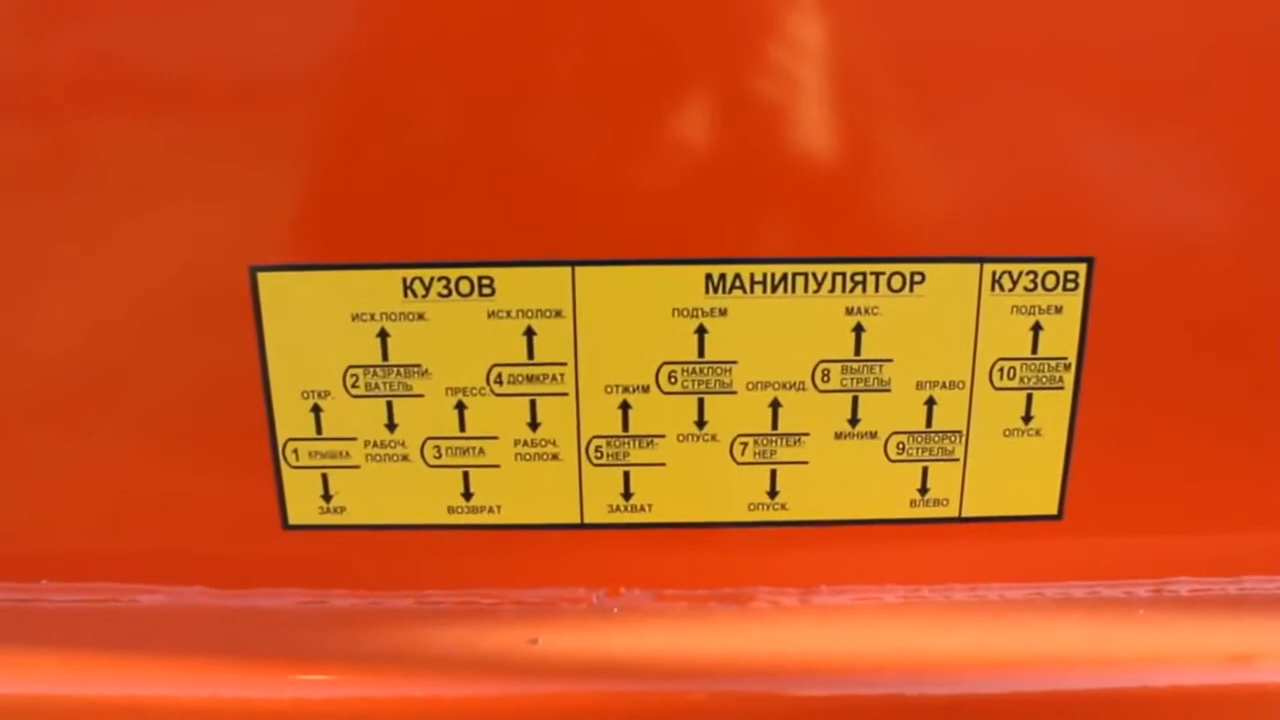 КУЗОВ
ИСХ.ПОЛОЖ.
ИСХ.ПОЛОЖ.
2 РАЗРАВНИ-
ВАТЕЛЬ
4 ДОМКРАТ
ОТКР.
ПРЕСС.
1 КРЫШКА
РАБОЧ.
ПОЛОЖ.
3 ПЛИТА
РАБОЧ.
ПОЛОЖ.
ЗАКР.
ВОЗВРАТ
МАНИПУЛЯТОР
ПОДЪЕМ
МАКС.
6 НАКЛОН
СТРЕЛЫ
8 ВЫЛЕТ
СТРЕЛЫ
ОТЖИМ
ОПРОКИД.
ВПРАВО
ОПУСК.
МИНИМ.
5 КОНТЕЙ-
НЕР
7 КОНТЕЙ-
НЕР
9 ПОВОРОТ
СТРЕЛЫ
ЗАХВАТ
ОПУСК.
ВЛЕВО
КУЗОВ
ПОДЪЕМ
10 ПОДЪЕМ
КУЗОВА
ОПУСК.